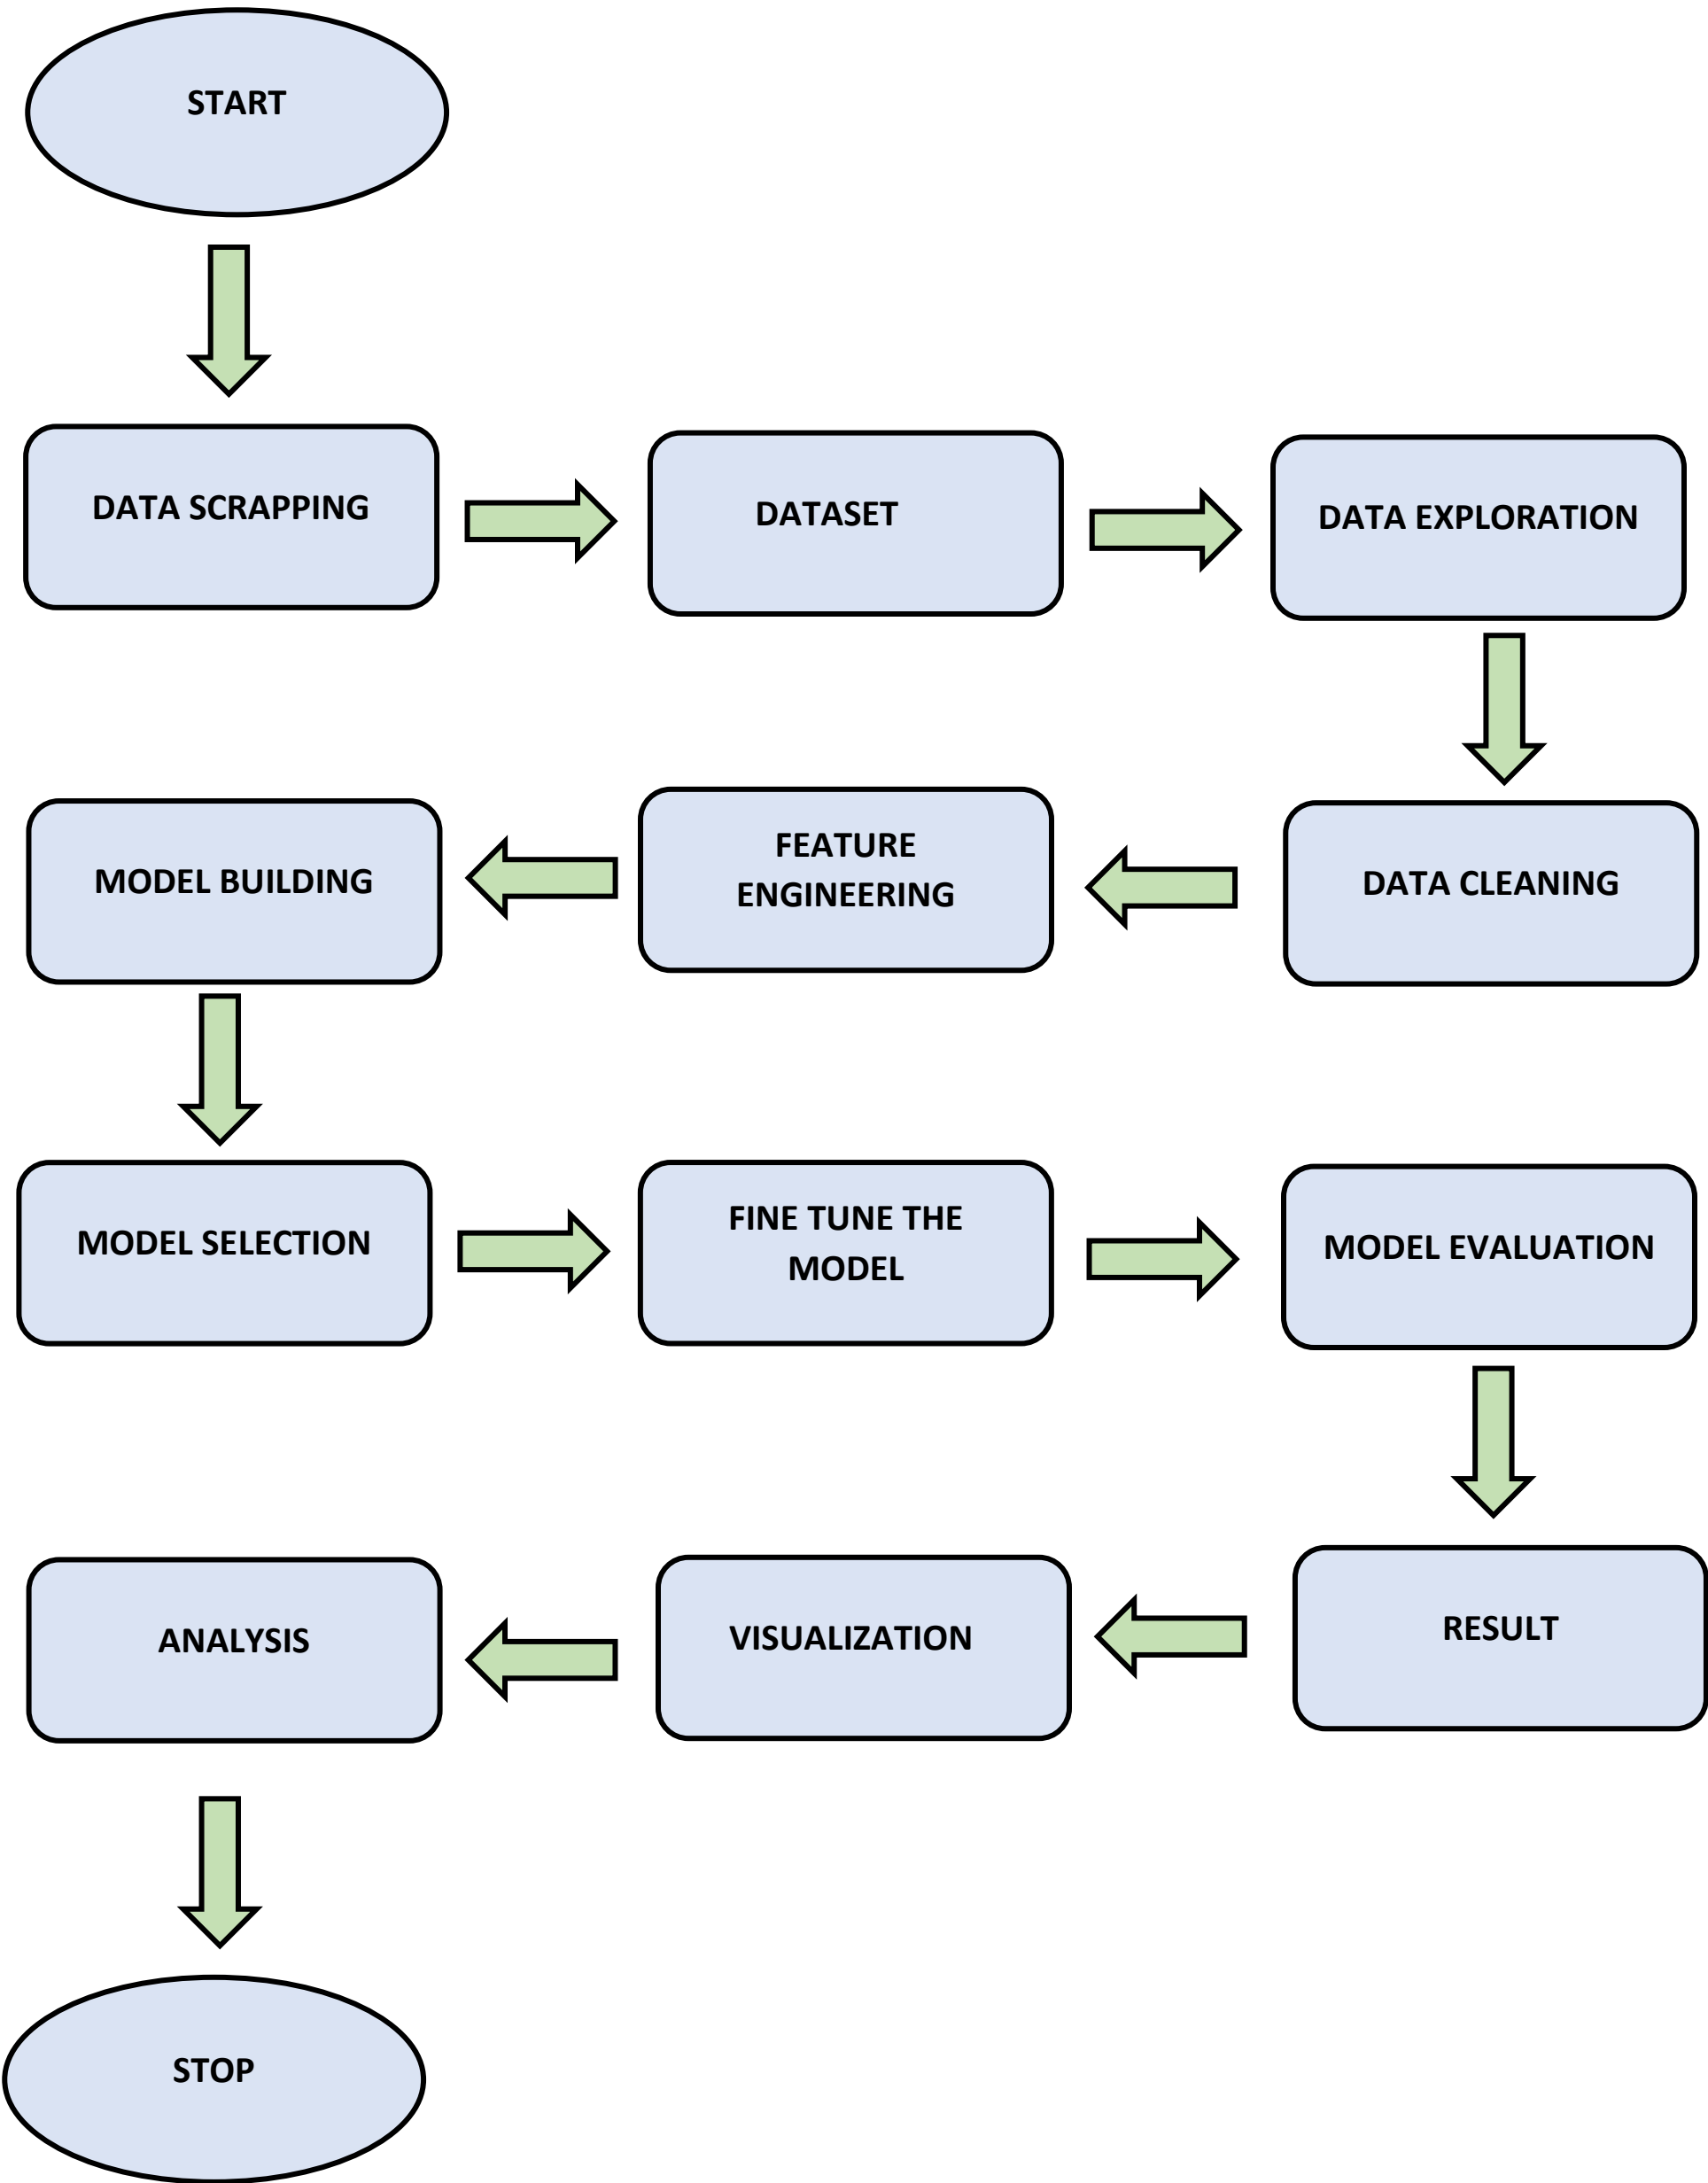 START
DATA SCRAPPING
DATASET
DATA EXPLORATION
DATA CLEANING
FEATURE
ENGINEERING
MODEL BUILDING
MODEL SELECTION
FINE TUNE THE
MODEL
MODEL EVALUATION
RESULT
VISUALIZATION
ANALYSIS
STOP